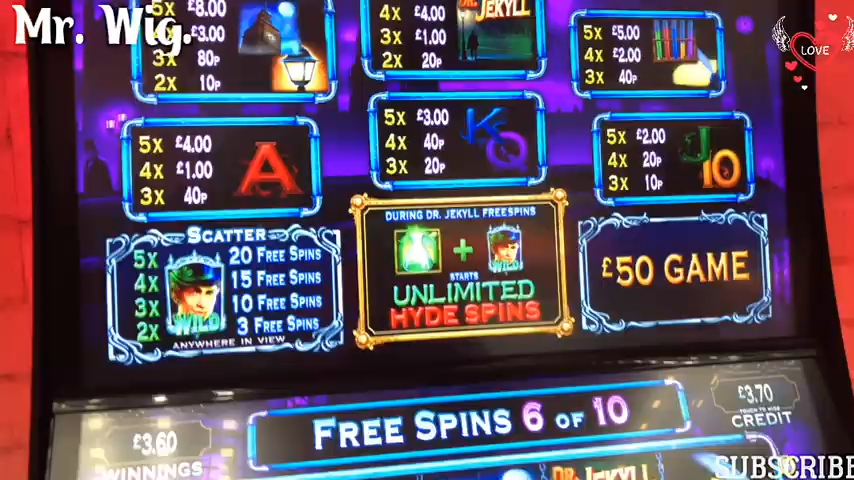 Mr. Wig.
5x £8.00
4x £3.00
3x 80p
2x 10p
4x £4.00
3x £1.00
2x 20p
DR. JEKYLL
5x £5.00
4x £2.00
3x 40p
LOVE
5x £4.00
4x £1.00
3x 40p
A
5x £3.00
4x 40p
3x 20p
K Q
5x £2.00
4x 20p
3x 10p
J 10
SCATTER
5x 20 FREE SPINS
4x 15 FREE SPINS
3x 10 FREE SPINS
2x 3 FREE SPINS
WILD
ANYWHERE IN VIEW
DURING DR. JEKYLL FREESPINS
+ WILD
STARTS
UNLIMITED
HYDE SPINS
£50 GAME
£3.60
WINNINGS
FREE SPINS 6 OF 10
£3.70
CREDIT
DR. JEKYLL
SUBSCRIBE